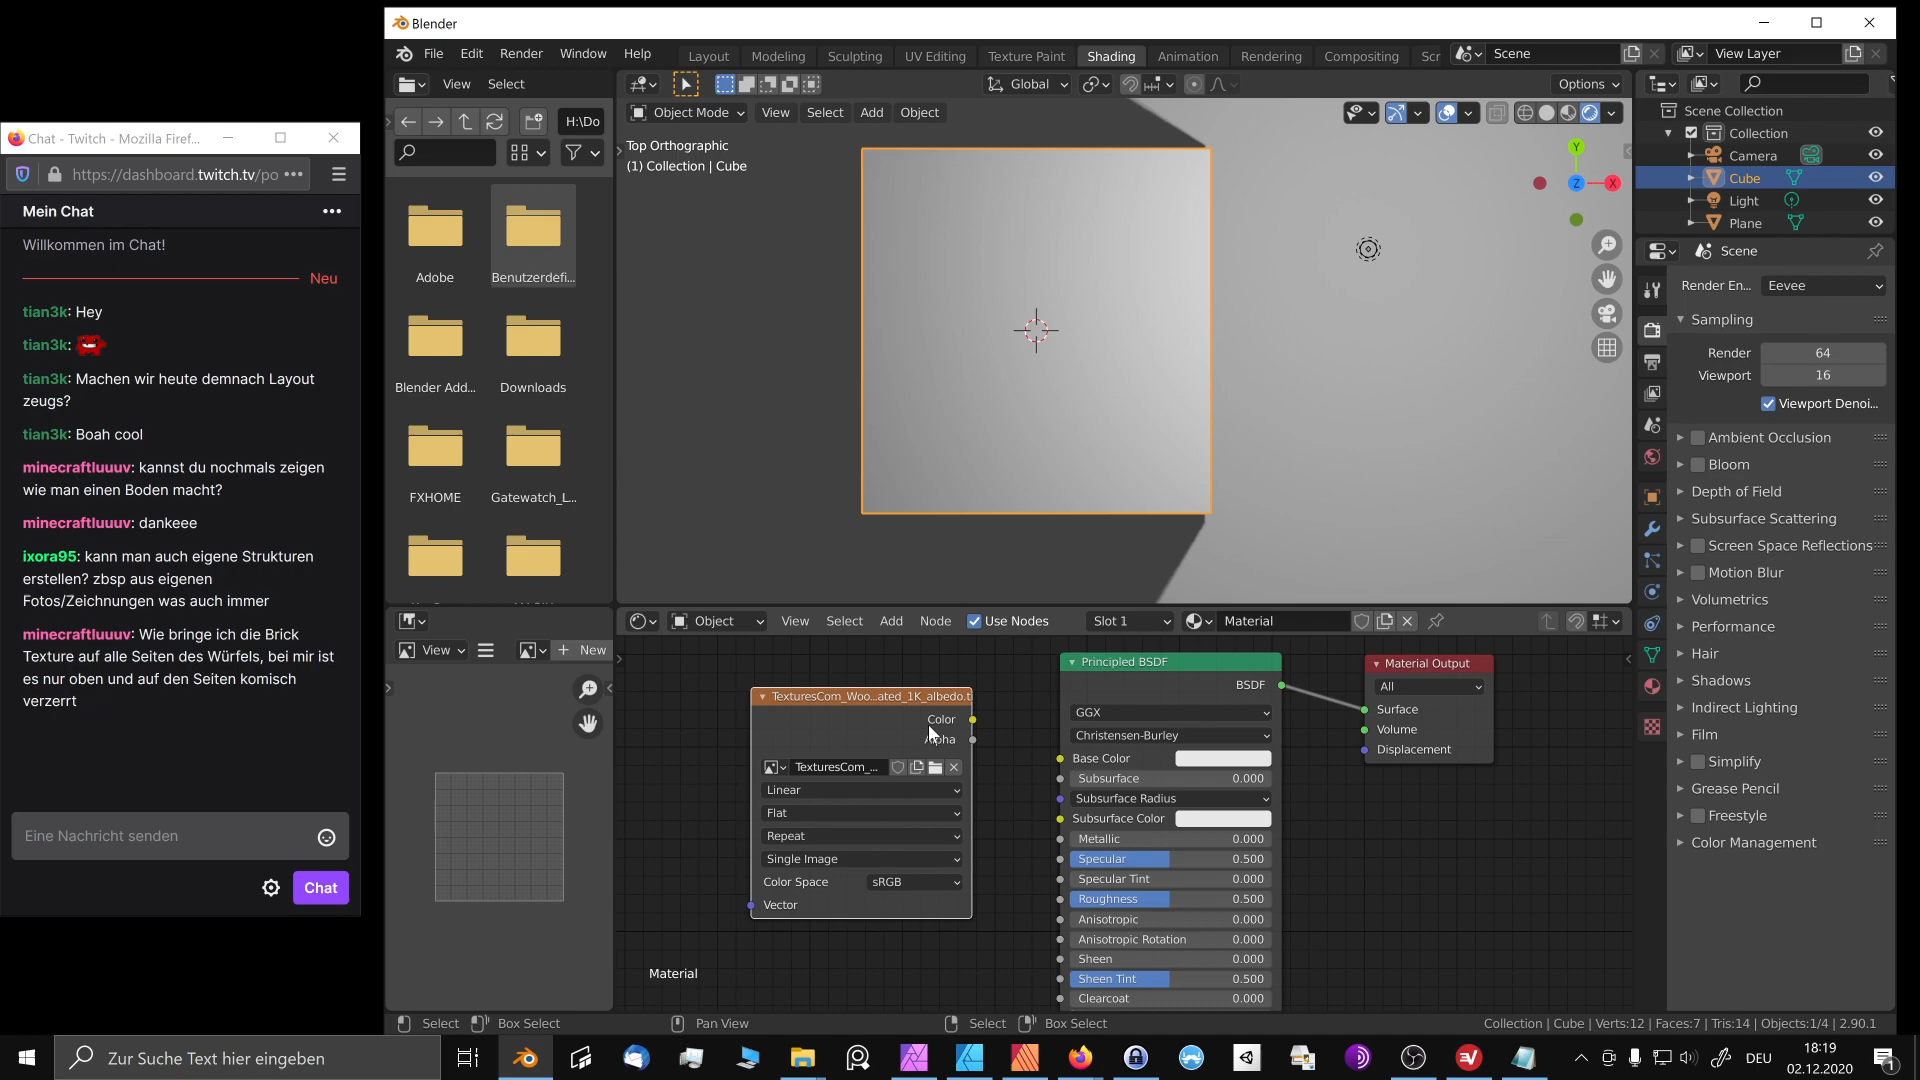 Chat - Twitch - Mozilla Firef...
https://dashboard.twitch.tv/po
Mein Chat
Willkommen im Chat!
Neu
tian3k: Hey
tian3k:
tian3k: Machen wir heute demnach Layout
zeugs?
tian3k: Boah cool
minecraftluuuv: kannst du nochmals zeigen
wie man einen Boden macht?
minecraftluuuv: dankeee
ixora95: kann man auch eigene Strukturen
erstellen? zbsp aus eigenen
Fotos/Zeichnungen was auch immer
minecraftluuuv: Wie bringe ich die Brick
Texture auf alle Seiten des Würfels, bei mir ist
es nur oben und auf den Seiten komisch
verzerrt
Eine Nachricht senden
Chat
Blender
File Edit Render Window Help
Layout Modeling Sculpting UV Editing Texture Paint Shading Animation Rendering Compositing Scr
Scene
View Layer
View Select
H:\Do
Adobe
Benutzerdefi...
Blender Add...
Downloads
FXHOME
Gatewatch_L...
Global
Options
Object Mode View Select Add Object
Top Orthographic
(1) Collection | Cube
Y
Z
X
Scene Collection
Collection
Camera
Cube
Light
Plane
Scene
Render En... Eevee
Sampling
Render 64
Viewport 16
Viewport Denoi...
Ambient Occlusion
Bloom
Depth of Field
Subsurface Scattering
Screen Space Reflections
Motion Blur
Volumetrics
Performance
Hair
Shadows
Indirect Lighting
Film
Simplify
Grease Pencil
Freestyle
Color Management
View
New
Object View Select Add Node Use Nodes Slot 1 Material
TexturesCom_Woo...ated_1K_albedo.t
Color
Alpha
TexturesCom_...
Linear
Flat
Repeat
Single Image
Color Space sRGB
Vector
Principled BSDF
BSDF
GGX
Christensen-Burley
Base Color
Subsurface 0.000
Subsurface Radius
Subsurface Color
Metallic 0.000
Specular 0.500
Specular Tint 0.000
Roughness 0.500
Anisotropic 0.000
Anisotropic Rotation 0.000
Sheen 0.000
Sheen Tint 0.500
Clearcoat 0.000
Material Output
All
Surface
Volume
Displacement
Material
Select Box Select Pan View Select Box Select
Collection | Cube | Verts:12 | Faces:7 | Tris:14 | Objects:1/4 | 2.90.1
Zur Suche Text hier eingeben
DEU
18:19
02.12.2020
1